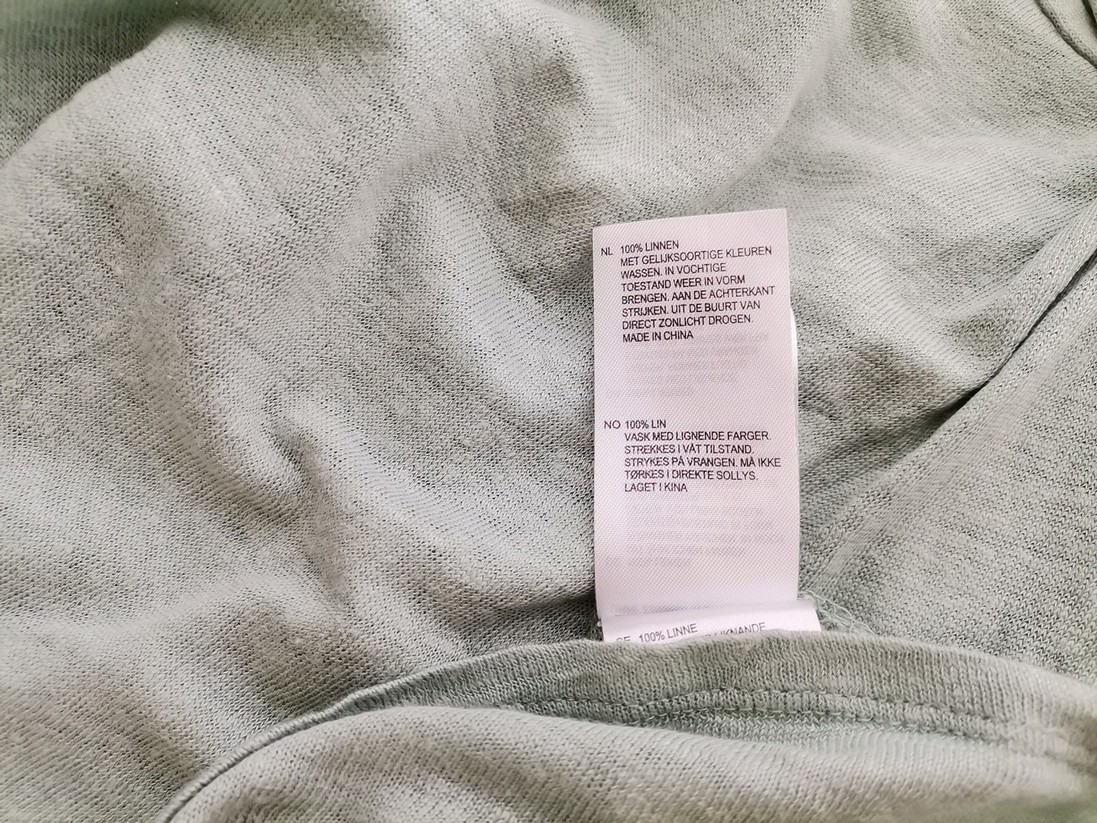 NL 100% LINNEN
MET GELIJKSOORTIGE KLEUREN
WASSEN. IN VOCHTIGE
TOESTAND WEER IN VORM
BRENGEN. AAN DE ACHTERKANT
STRIJKEN. UIT DE BUURT VAN
DIRECT ZONLICHT DROGEN.
MADE IN CHINA
NO 100% LIN
VASK MED LIGNENDE FARGER.
STREKKES I VÅT TILSTAND.
STRYKES PÅ VRANGEN. MÅ IKKE
TØRKES I DIREKTE SOLLYS.
LAGET I KINA
SE 100% LINNE